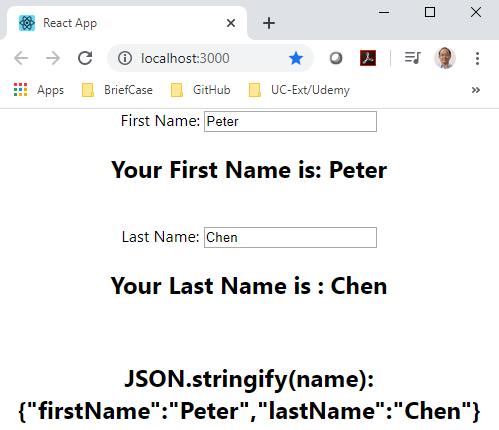 React App
localhost:3000
Apps BriefCase GitHub UC-Ext/Udemy »
First Name: Peter
Your First Name is: Peter
Last Name: Chen
Your Last Name is : Chen
JSON.stringify(name):
{"firstName":"Peter","lastName":"Chen"}